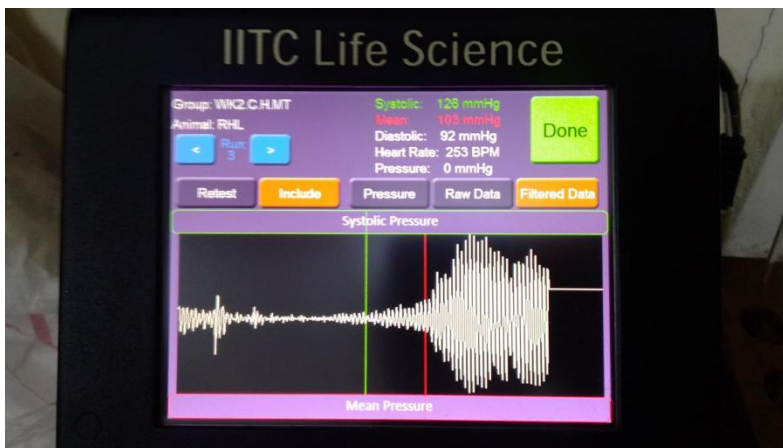 IITC Life Science
Group: WK2.C.H.MT
Animal: RHL
< Run: 3 >
Systolic: 126 mmHg
Mean: 103 mmHg
Diastolic: 92 mmHg
Heart Rate: 253 BPM
Pressure: 0 mmHg
Done
Retest Include Pressure Raw Data Filtered Data
Systolic Pressure
Mean Pressure